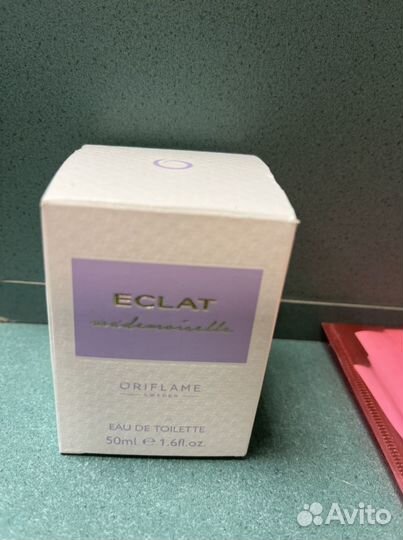 ECLAT
mademoiselle
ORIFLAME
SWEDEN
EAU DE TOILETTE
50ml ℮ 1.6fl.oz.
Avito